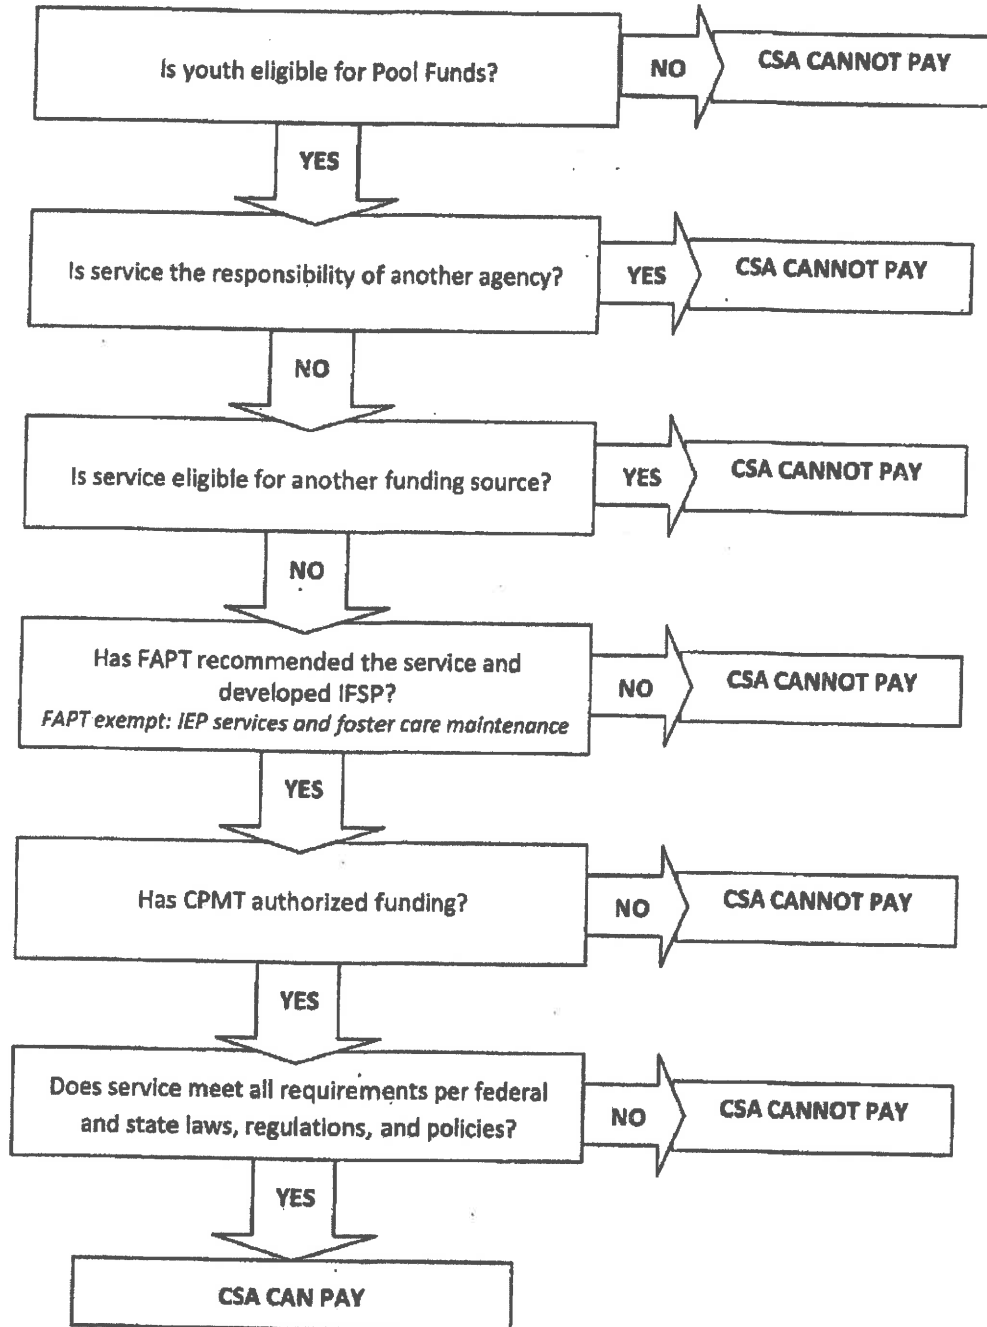 Is youth eligible for Pool Funds?
NO
CSA CANNOT PAY
YES
Is service the responsibility of another agency?
YES
CSA CANNOT PAY
NO
Is service eligible for another funding source?
YES
CSA CANNOT PAY
NO
Has FAPT recommended the service and
developed IFSP?
FAPT exempt: IEP services and foster care maintenance
NO
CSA CANNOT PAY
YES
Has CPMT authorized funding?
NO
CSA CANNOT PAY
YES
Does service meet all requirements per federal
and state laws, regulations, and policies?
NO
CSA CANNOT PAY
YES
CSA CAN PAY